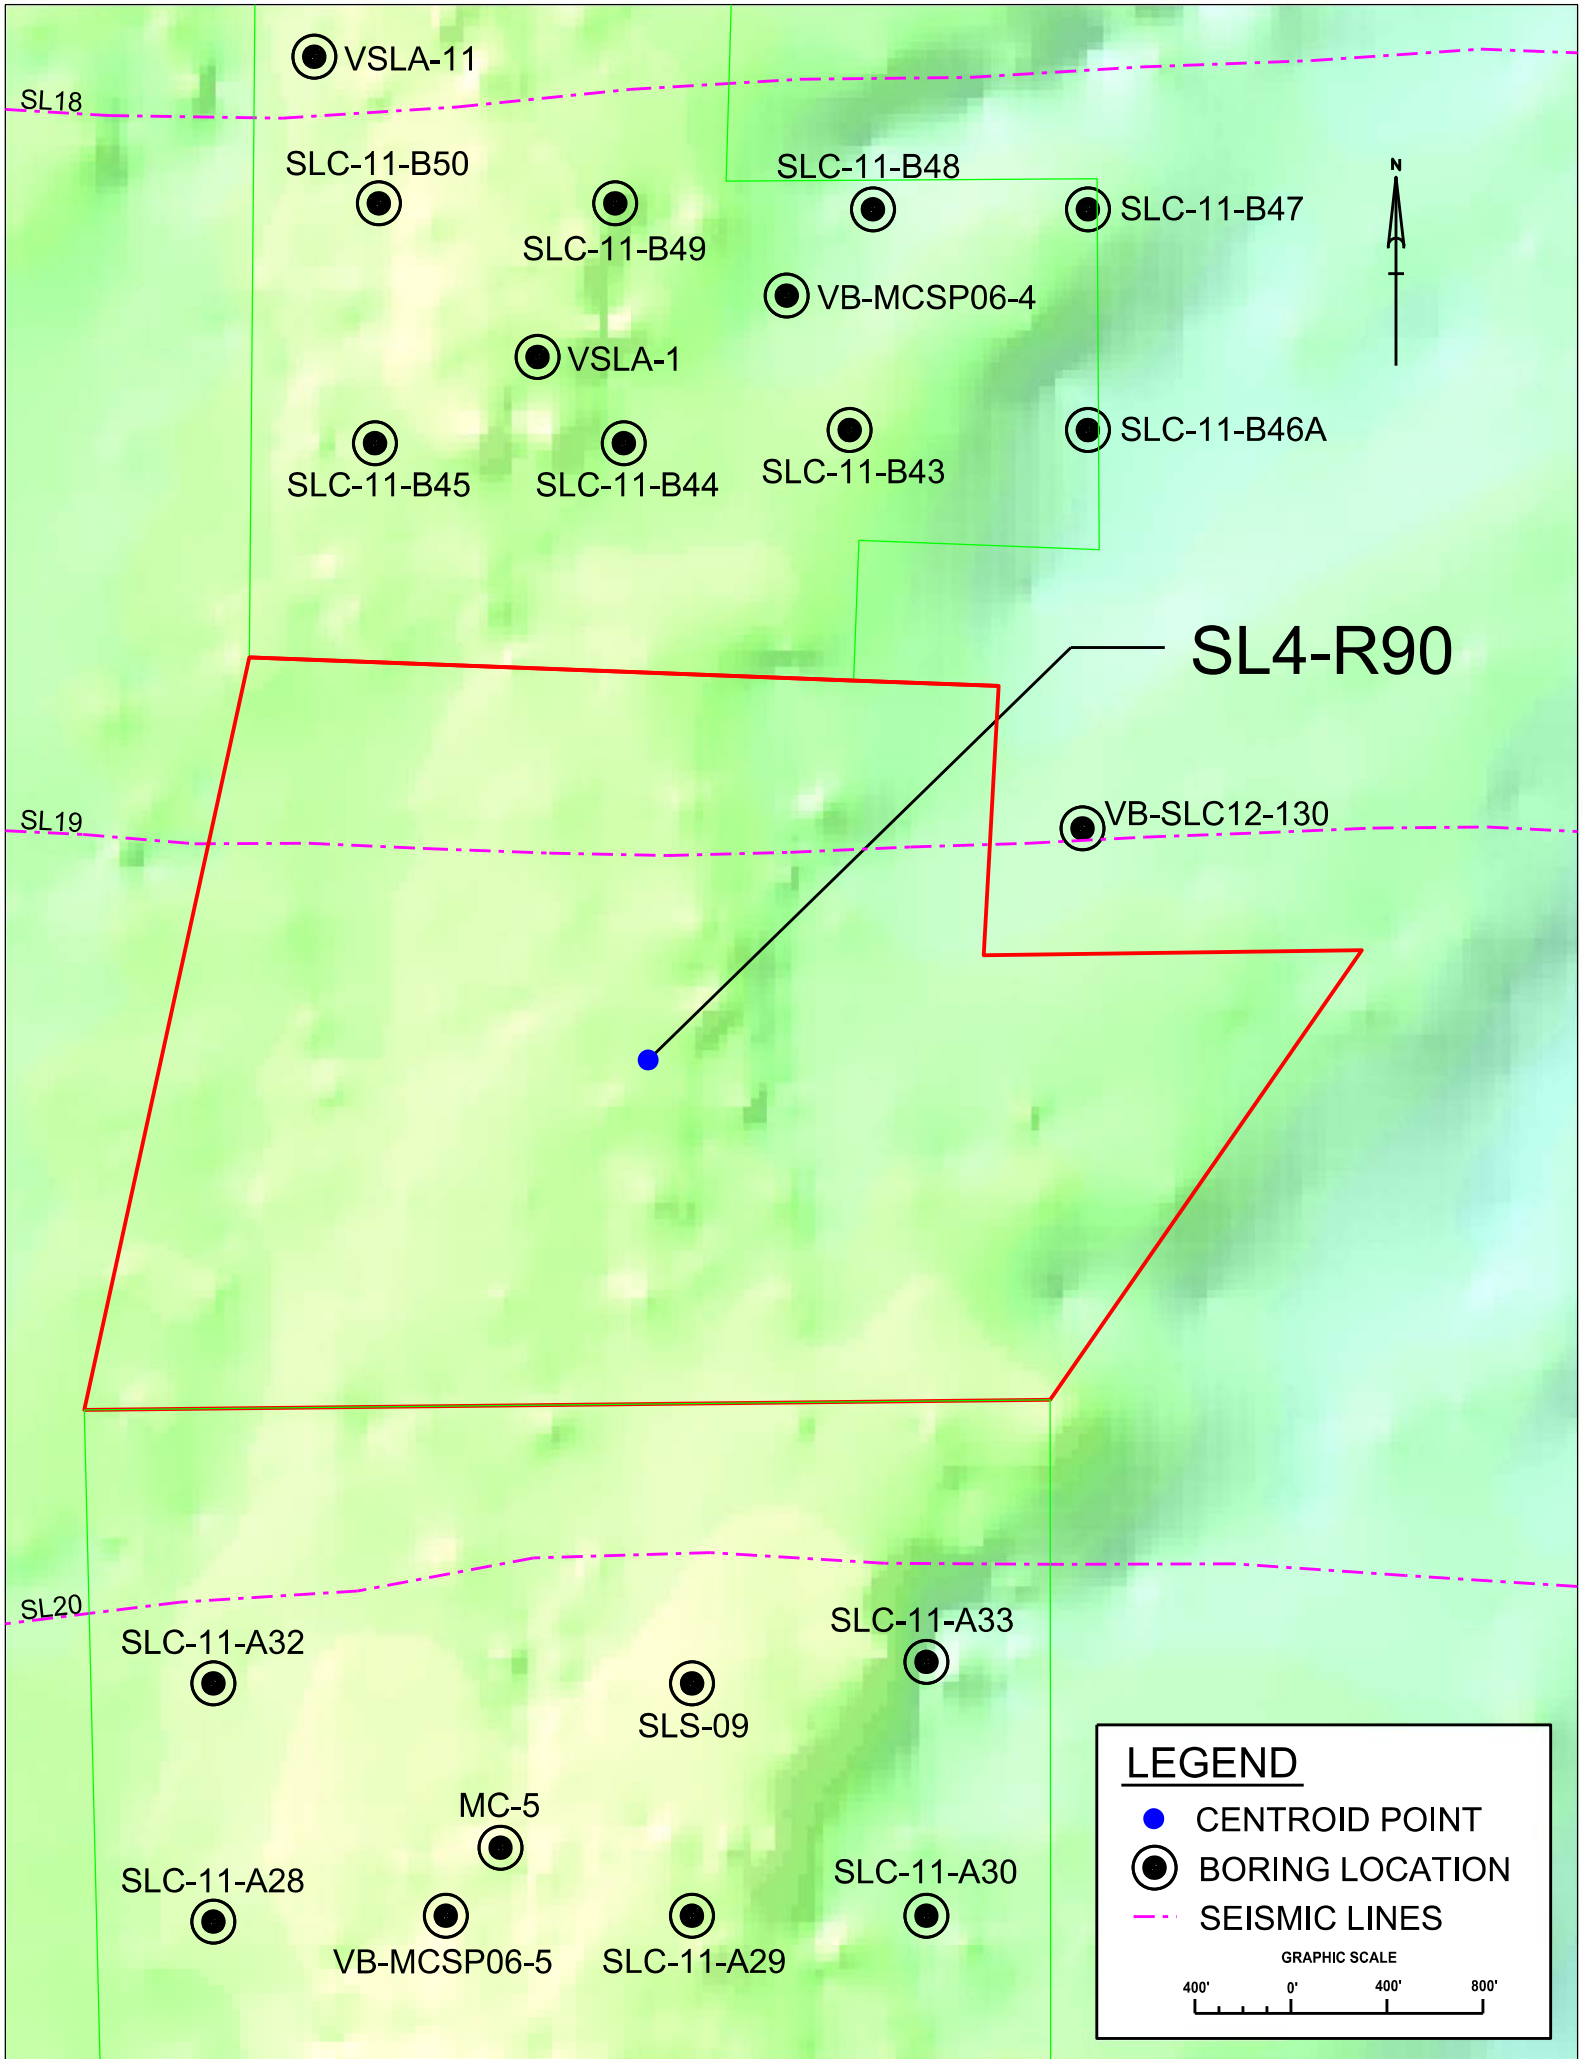 VSLA-11
SL18
SLC-11-B50
SLC-11-B48
N
SLC-11-B49
SLC-11-B47
VB-MCSP06-4
VSLA-1
SLC-11-B46A
SLC-11-B45
SLC-11-B44
SLC-11-B43
SL4-R90
SL19
VB-SLC12-130
SL20
SLC-11-A32
SLC-11-A33
SLS-09
MC-5
SLC-11-A28
SLC-11-A30
VB-MCSP06-5
SLC-11-A29
LEGEND
CENTROID POINT
BORING LOCATION
SEISMIC LINES
GRAPHIC SCALE
400' 0' 400' 800'